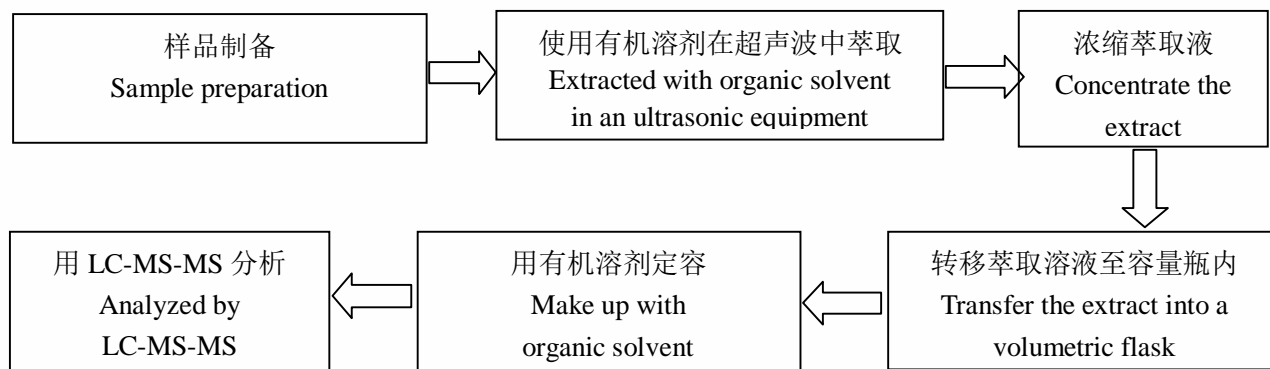 样品制备
Sample preparation
使用有机溶剂在超声波中萃取
Extracted with organic solvent
in an ultrasonic equipment
浓缩萃取液
Concentrate the
extract
转移萃取溶液至容量瓶内
Transfer the extract into a
volumetric flask
用有机溶剂定容
Make up with
organic solvent
用 LC-MS-MS 分析
Analyzed by
LC-MS-MS